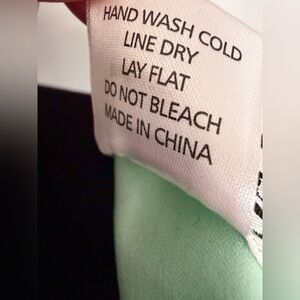 HAND WASH COLD
LINE DRY
LAY FLAT
DO NOT BLEACH
MADE IN CHINA